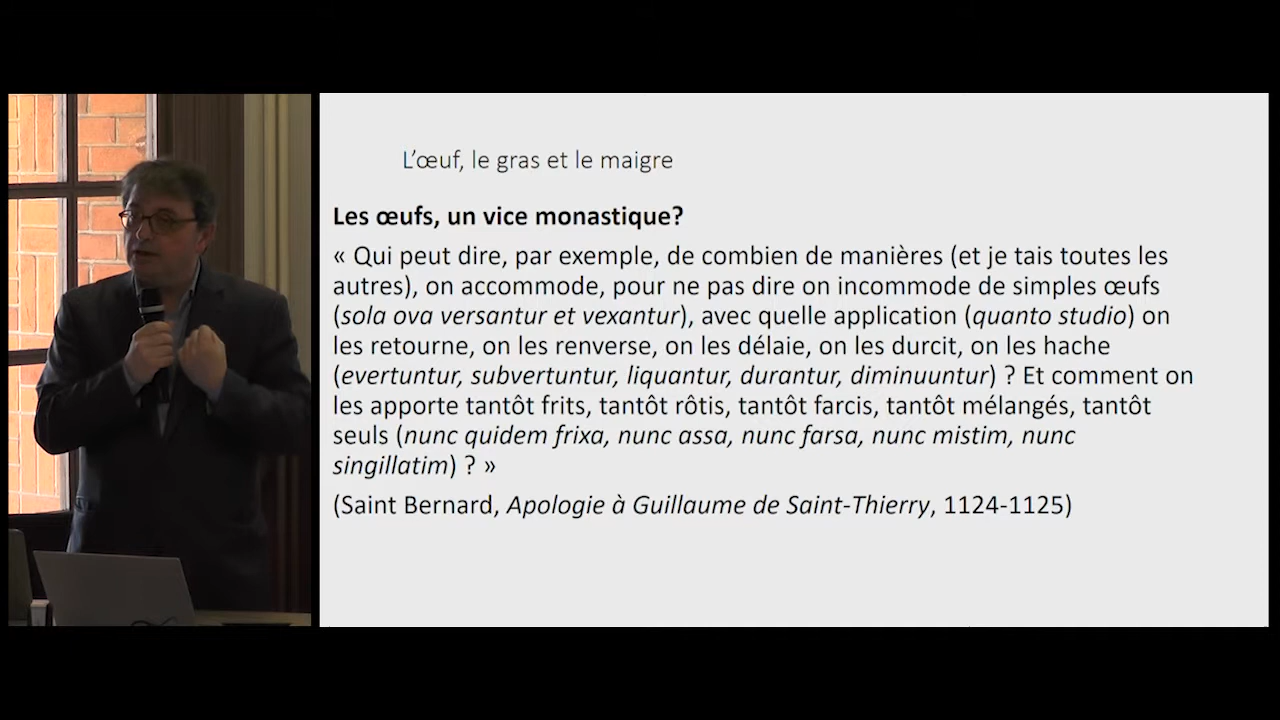 L'œuf, le gras et le maigre
Les œufs, un vice monastique?
« Qui peut dire, par exemple, de combien de manières (et je tais toutes les
autres), on accommode, pour ne pas dire on incommode de simples œufs
(sola ova versantur et vexantur), avec quelle application (quanto studio) on
les retourne, on les renverse, on les délaie, on les durcit, on les hache
(evertuntur, subvertuntur, liquantur, durantur, diminuuntur) ? Et comment on
les apporte tantôt frits, tantôt rôtis, tantôt farcis, tantôt mélangés, tantôt
seuls (nunc quidem frixa, nunc assa, nunc farsa, nunc mistim, nunc
singillatim) ? »
(Saint Bernard, Apologie à Guillaume de Saint-Thierry, 1124-1125)